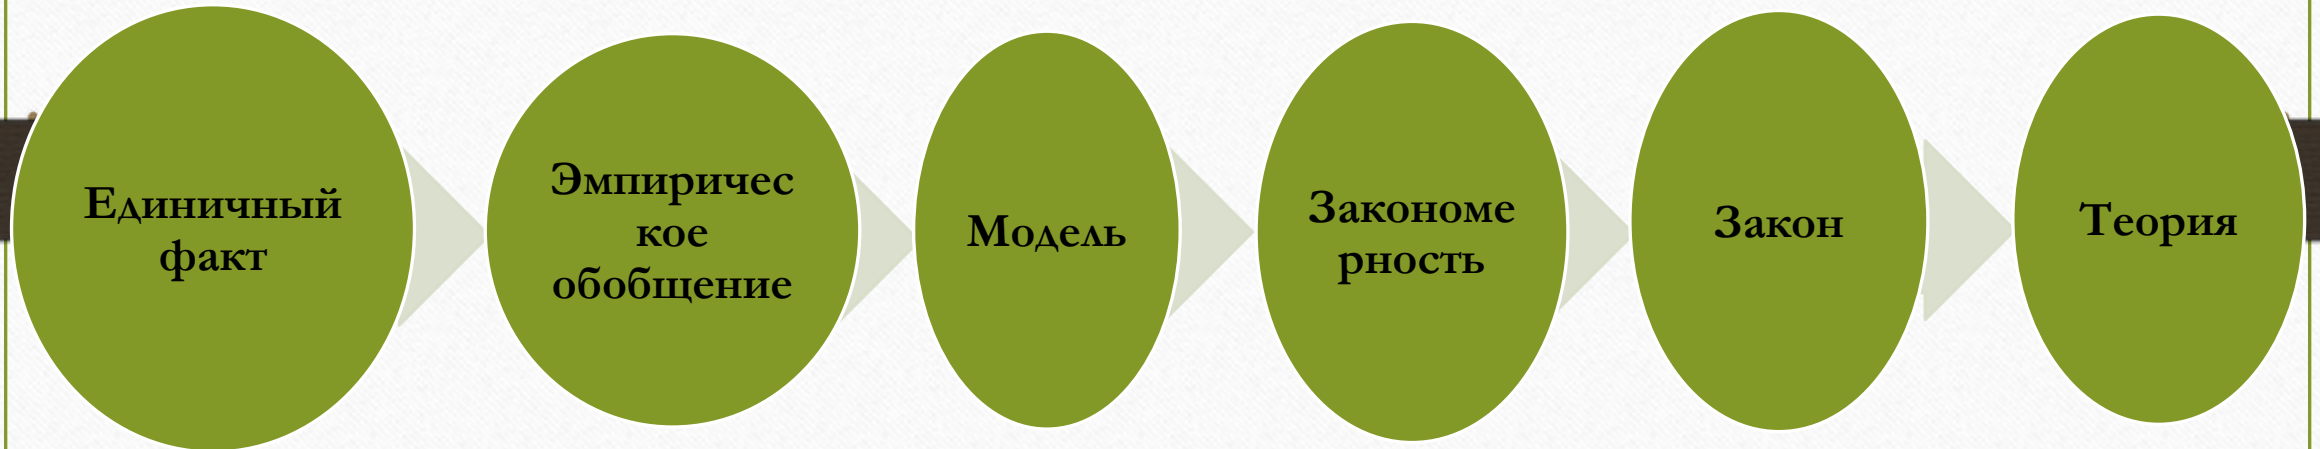 Единичный
факт
Эмпиричес
кое
обобщение
Модель
Закономе
рность
Закон
Теория